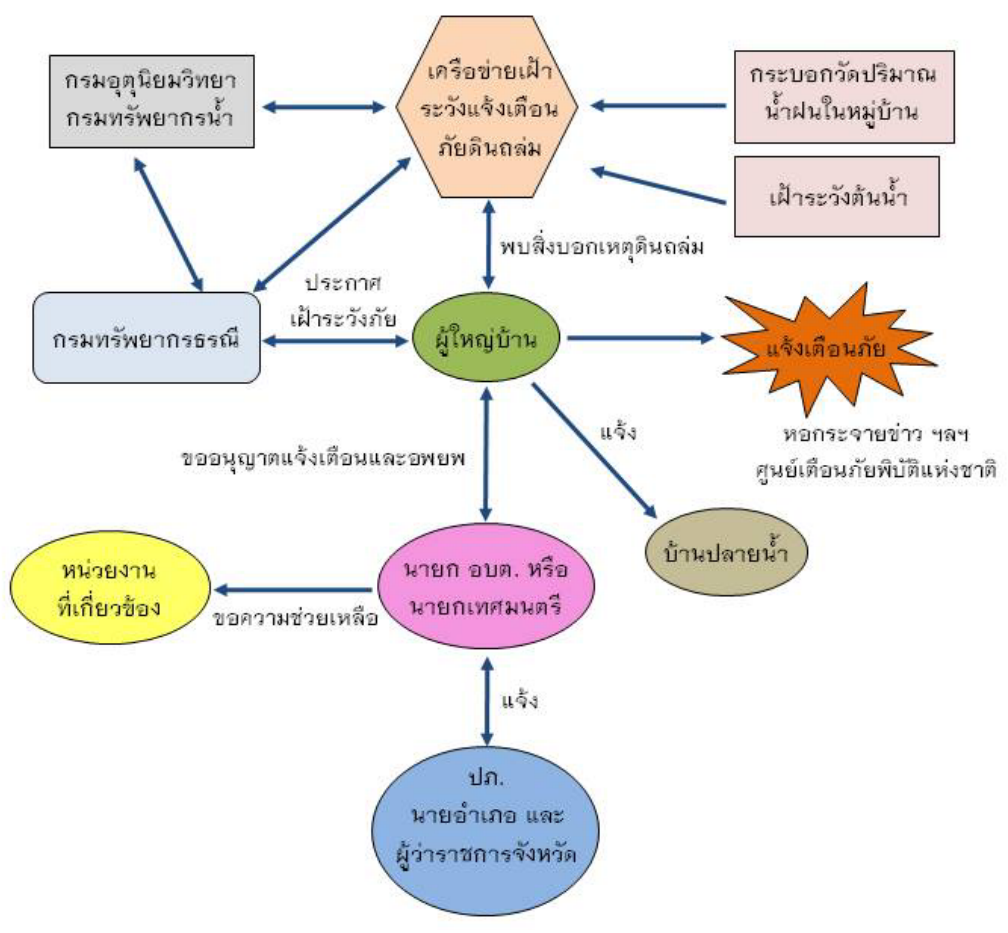 กรมอุตุนิยมวิทยา
กรมทรัพยากรน้ำ
เครือข่ายเฝ้า
ระวังแจ้งเตือน
ภัยดินถล่ม
กระบอกวัดปริมาณ
น้ำฝนในหมู่บ้าน
เฝ้าระวังต้นน้ำ
พบสิ่งบอกเหตุดินถล่ม
ประกาศ
เฝ้าระวังภัย
กรมทรัพยากรธรณี
ผู้ใหญ่บ้าน
แจ้งเตือนภัย
หอกระจายข่าว ฯลฯ
ศูนย์เตือนภัยพิบัติแห่งชาติ
แจ้ง
ขออนุญาตแจ้งเตือนและอพยพ
บ้านปลายน้ำ
หน่วยงาน
ที่เกี่ยวข้อง
ขอความช่วยเหลือ
นายก อบต. หรือ
นายกเทศมนตรี
แจ้ง
ปภ.
นายอำเภอ และ
ผู้ว่าราชการจังหวัด